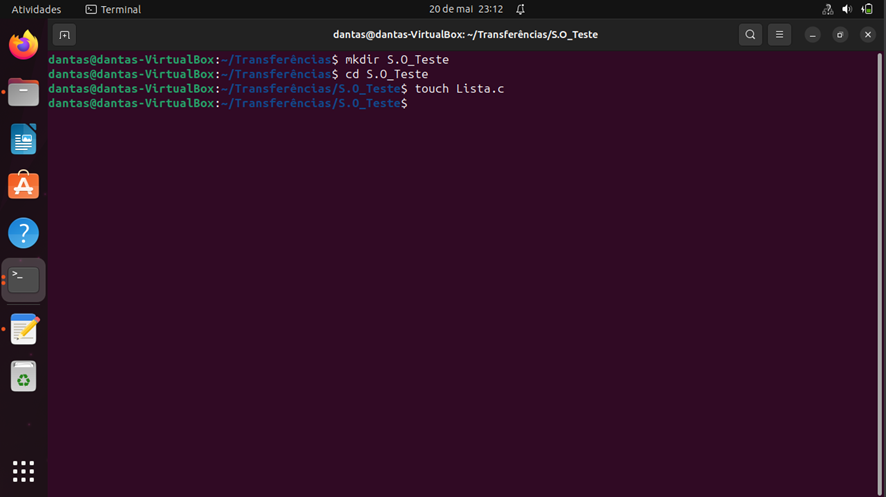 Atividades
Terminal
20 de mai 23:12
dantas@dantas-VirtualBox: ~/Transferências/S.O_Teste
dantas@dantas-VirtualBox:~/Transferências$ mkdir S.O_Teste
dantas@dantas-VirtualBox:~/Transferências$ cd S.O_Teste
dantas@dantas-VirtualBox:~/Transferências/S.O_Teste$ touch Lista.c
dantas@dantas-VirtualBox:~/Transferências/S.O_Teste$